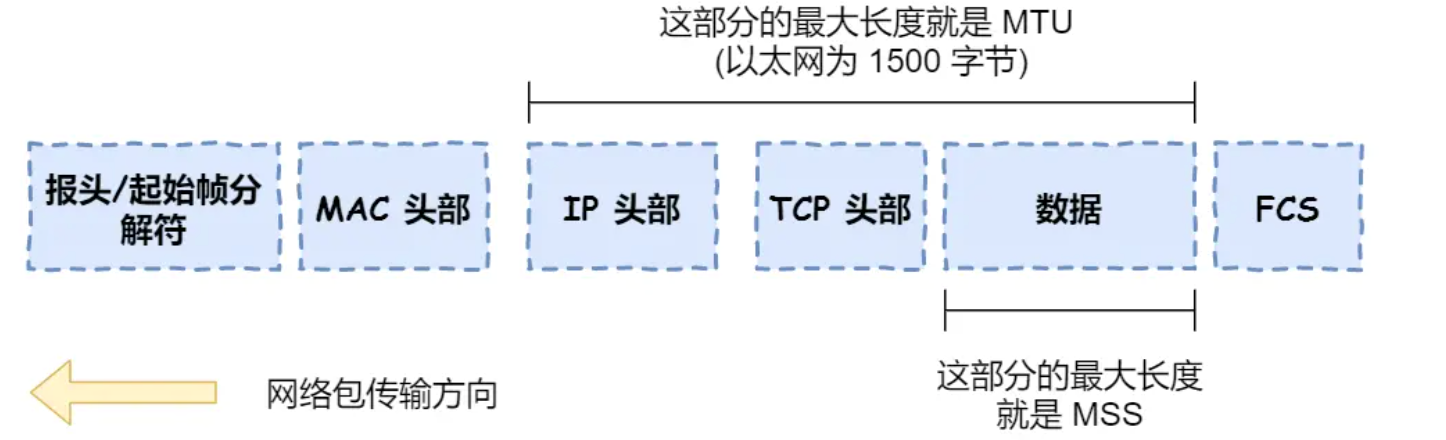 这部分的最大长度就是 MTU
(以太网为 1500 字节)
报头/起始帧分
解符
MAC 头部
IP 头部
TCP 头部
数据
FCS
网络包传输方向
这部分的最大长度
就是 MSS